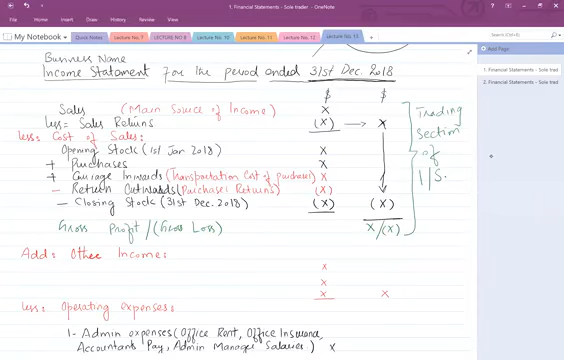 1. Financial Statements - Sole trader - OneNote
File Home Insert Draw History Review View
My Notebook Quick Notes Lecture No. 7 LECTURE NO 8 Lecture No. 10 Lecture No. 11 Lecture No. 12 Lecture No. 13
Business Name
Income Statement For the period ended 31st Dec. 2018
$ $
Sales (Main Source of Income) X
Less: Sales Returns (X) X
Less: Cost of Sales:
Opening Stock (1st Jan 2018) X
+ Purchases X
+ Carriage Inwards (Transportation Cost of purchases) X
- Return Outwards (Purchase Returns) (X)
- Closing Stock (31st Dec. 2018) (X) (X)
Gross Profit/(Gross Loss) X/(X)
Trading
Section
of
I/S.
Add: Other Income:
X
X
X X
Less: Operating expenses:
1- Admin expenses (Office Rent, Office Insurance,
Accountants Pay, Admin Manager Salaries) X
Add Page
1. Financial Statements - Sole trad
2. Financial Statements - Sole trad